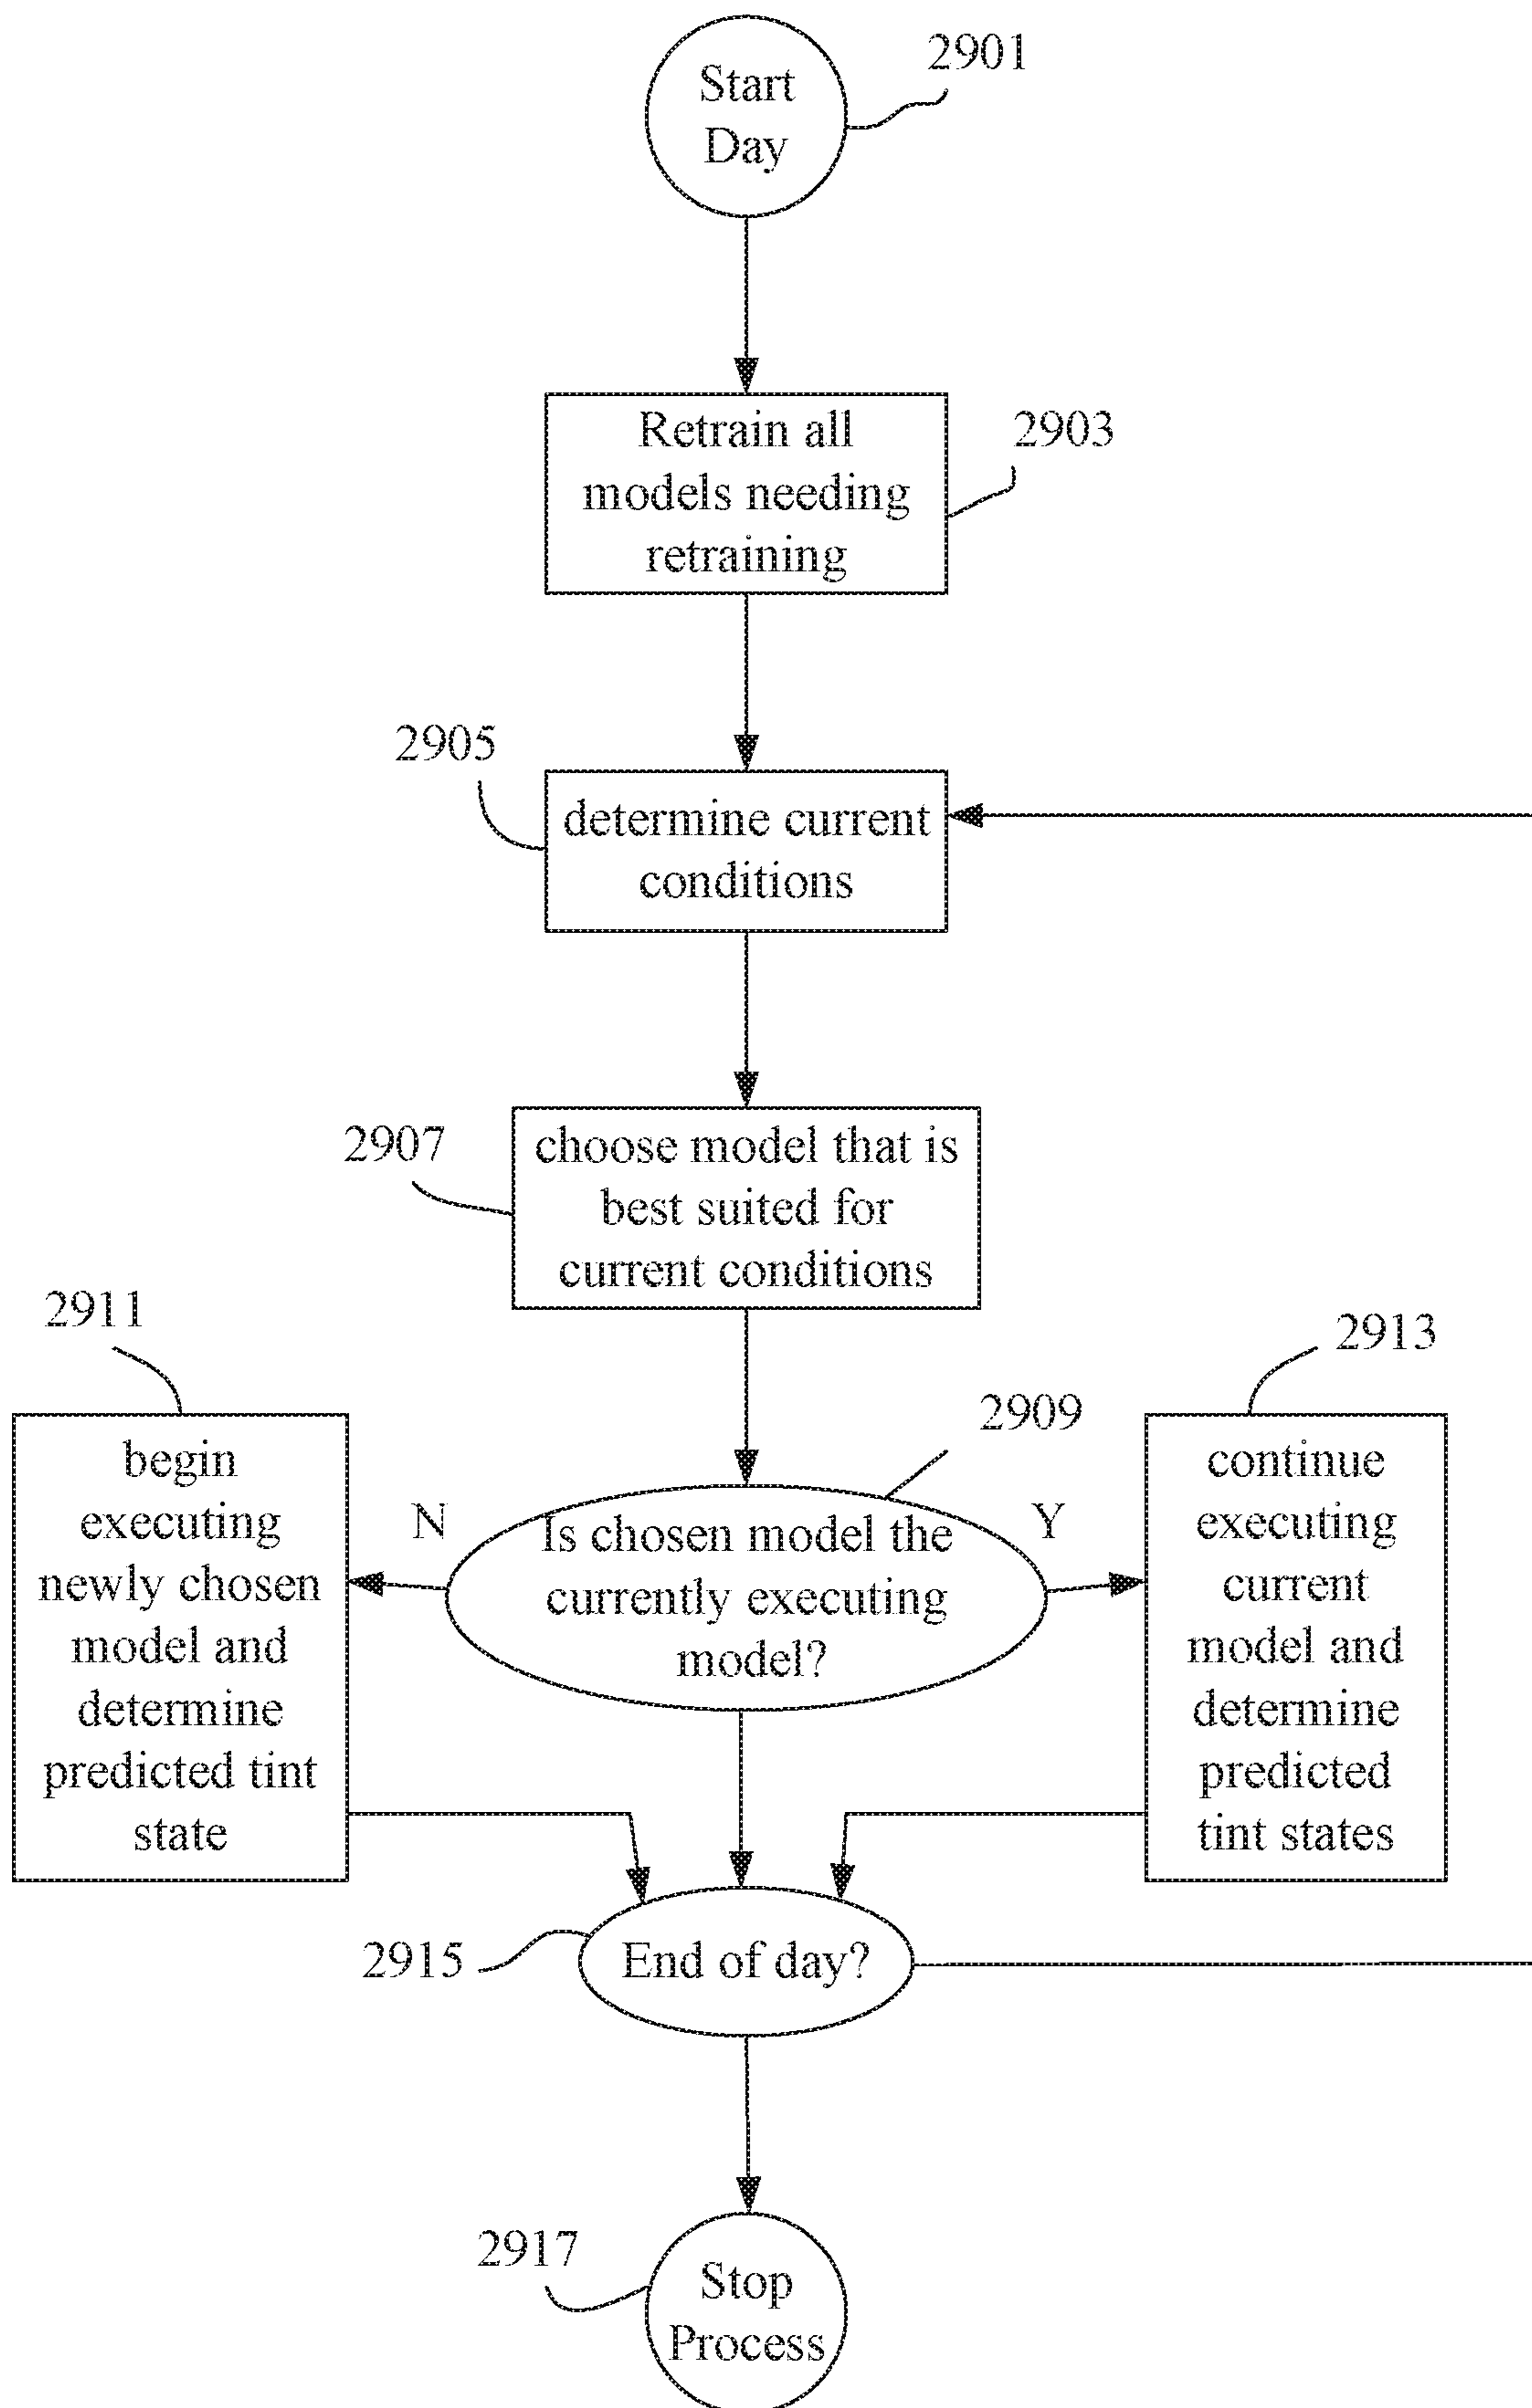 Start
Day
2901
Retrain all
models needing
retraining
2903
2905
determine current
conditions
2907
choose model that is
best suited for
current conditions
2911
2913
2909
begin
executing
newly chosen
model and
determine
predicted tint
state
N
Is chosen model the
currently executing
model?
Y
continue
executing
current
model and
determine
predicted
tint states
2915
End of day?
2917
Stop
Process